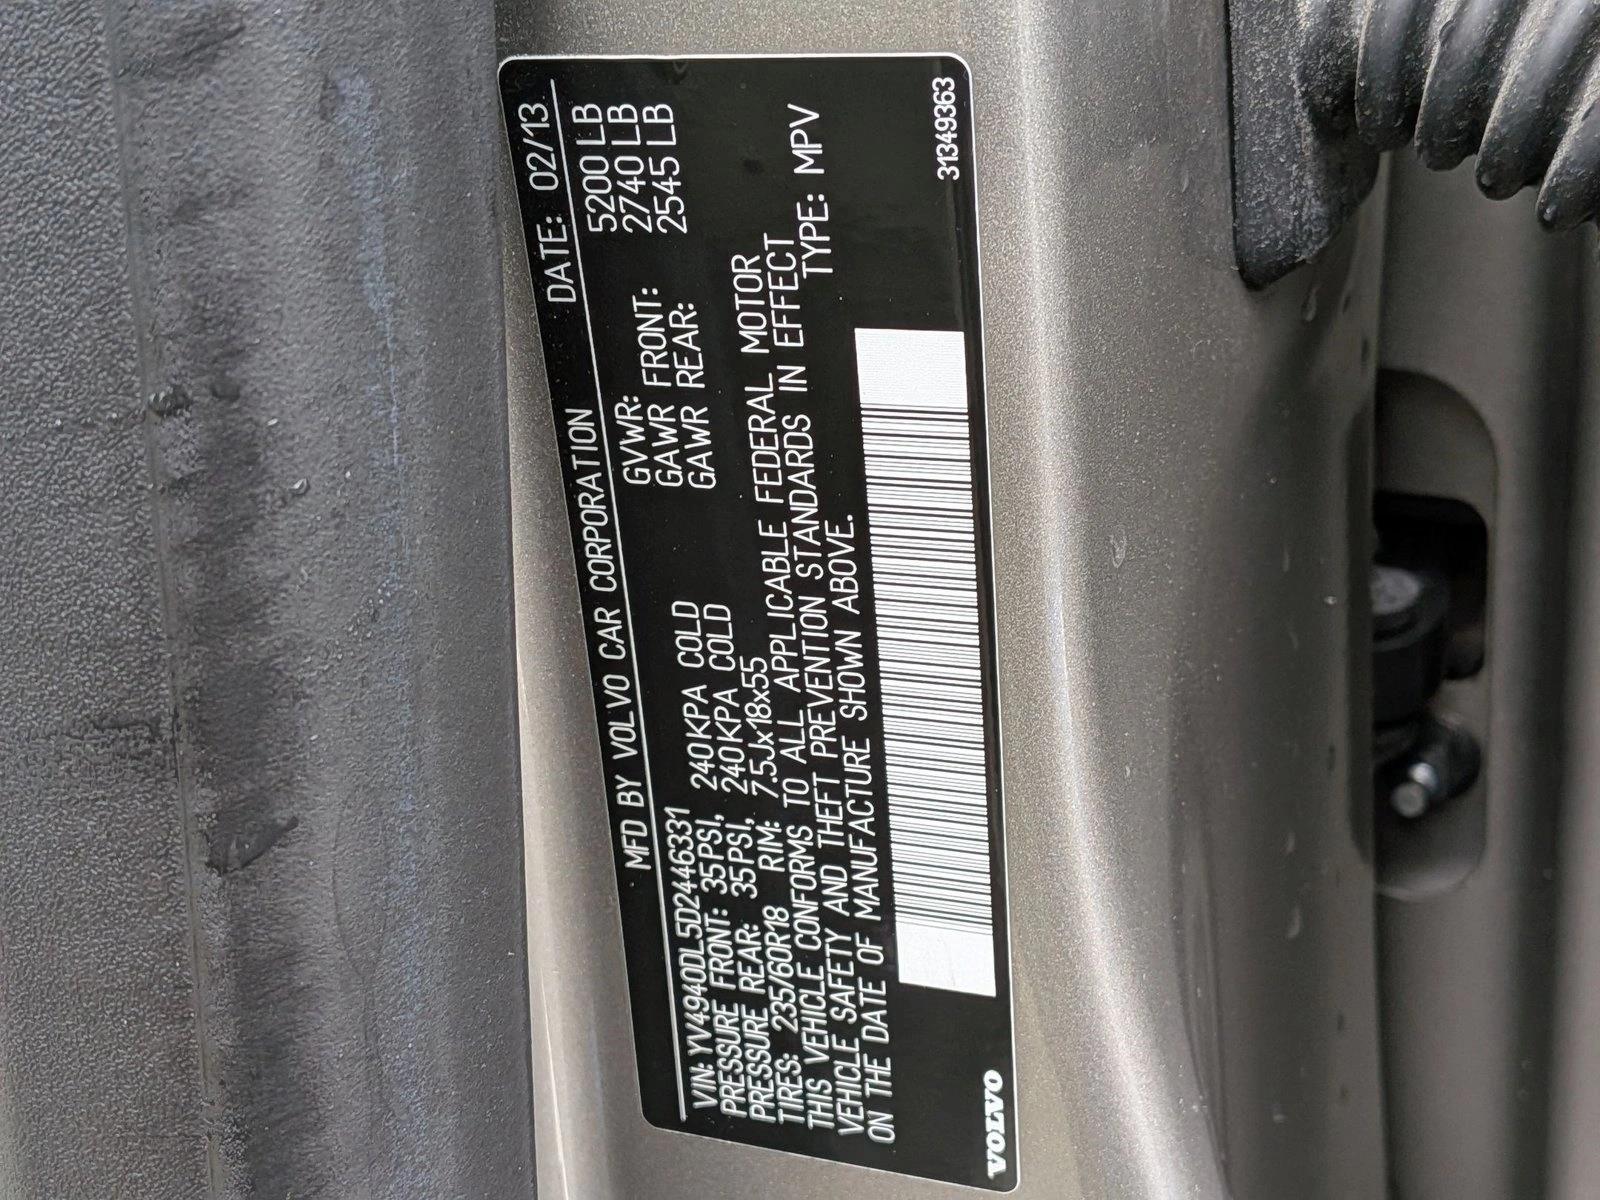 MFD BY VOLVO CAR CORPORATION DATE: 02/13
VIN: YV4940DL5D2446331 GVWR: 5200 LB
PRESSURE FRONT: 35PSI, 240KPA COLD GAWR FRONT: 2740 LB
PRESSURE REAR: 35PSI, 240KPA COLD GAWR REAR: 2545 LB
TIRES: 235/60R18 RIM: 7.5Jx18x55
THIS VEHICLE CONFORMS TO ALL APPLICABLE FEDERAL MOTOR
VEHICLE SAFETY AND THEFT PREVENTION STANDARDS IN EFFECT
ON THE DATE OF MANUFACTURE SHOWN ABOVE. TYPE: MPV
VOLVO 31349363